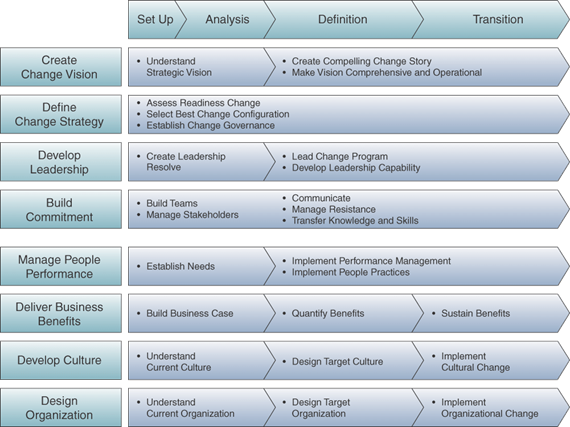 Set Up
Analysis
Definition
Transition
Create
Change Vision
• Understand
Strategic Vision
• Create Compelling Change Story
• Make Vision Comprehensive and Operational
Define
Change Strategy
• Assess Readiness Change
• Select Best Change Configuration
• Establish Change Governance
Develop
Leadership
• Create Leadership
Resolve
• Lead Change Program
• Develop Leadership Capability
Build
Commitment
• Build Teams
• Manage Stakeholders
• Communicate
• Manage Resistance
• Transfer Knowledge and Skills
Manage People
Performance
• Establish Needs
• Implement Performance Management
• Implement People Practices
Deliver Business
Benefits
• Build Business Case
• Quantify Benefits
• Sustain Benefits
Develop Culture
• Understand
Current Culture
• Design Target Culture
• Implement
Cultural Change
Design
Organization
• Understand
Current Organization
• Design Target
Organization
• Implement
Organizational Change